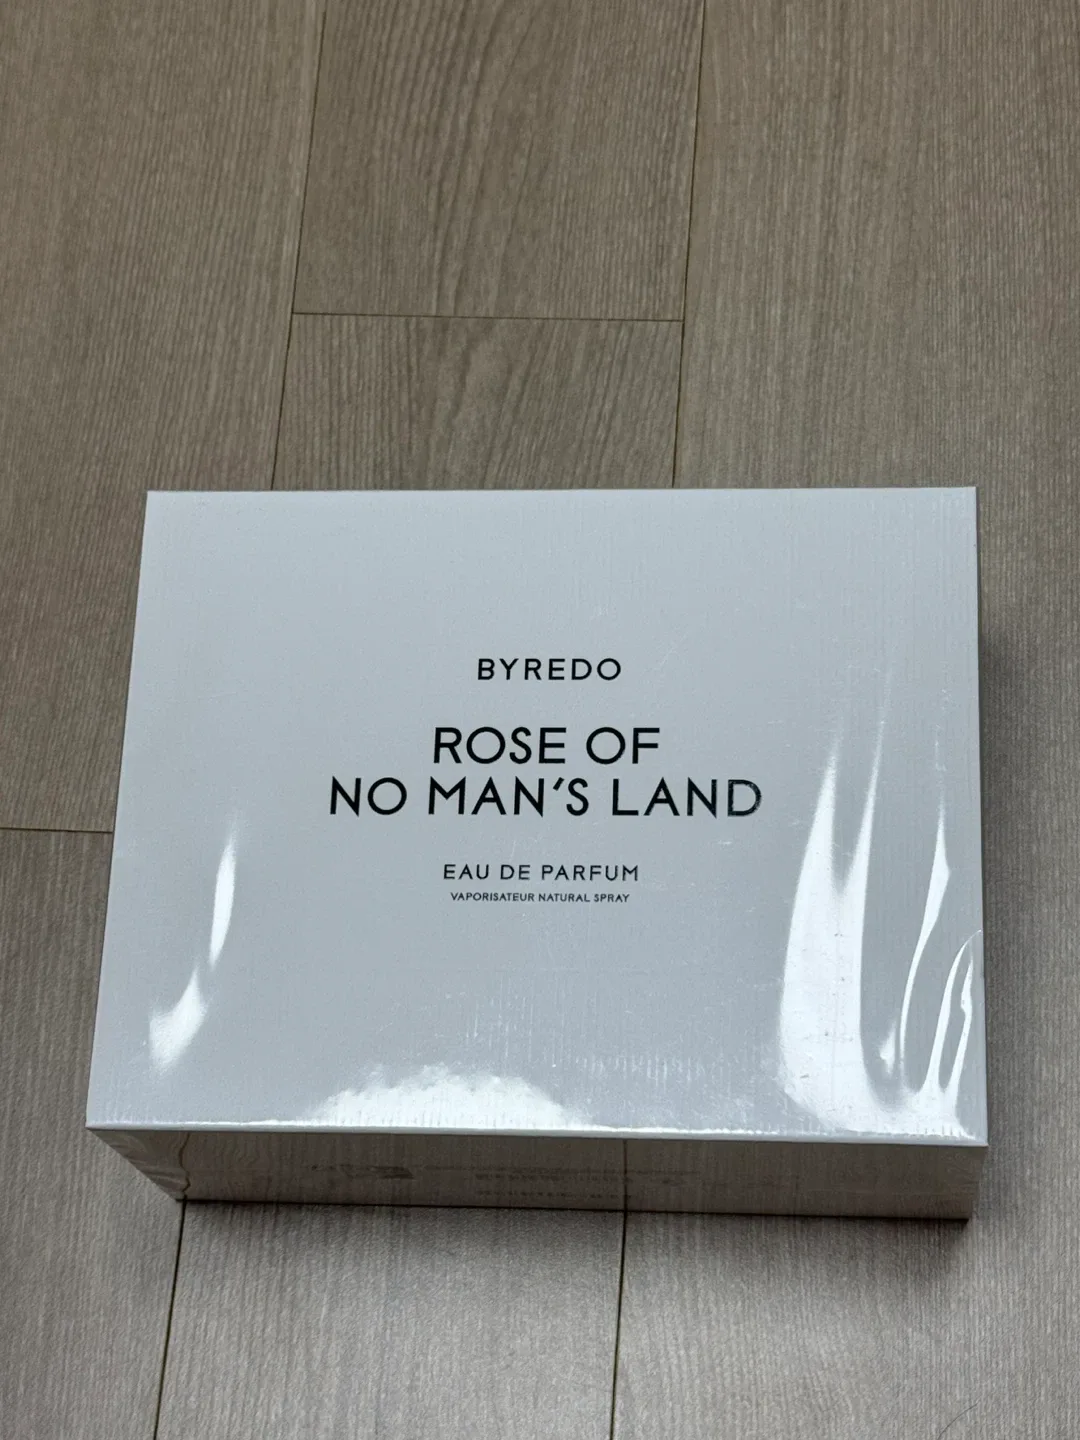 BYREDO
ROSE OF
NO MAN'S LAND
EAU DE PARFUM
VAPORISATEUR NATURAL SPRAY